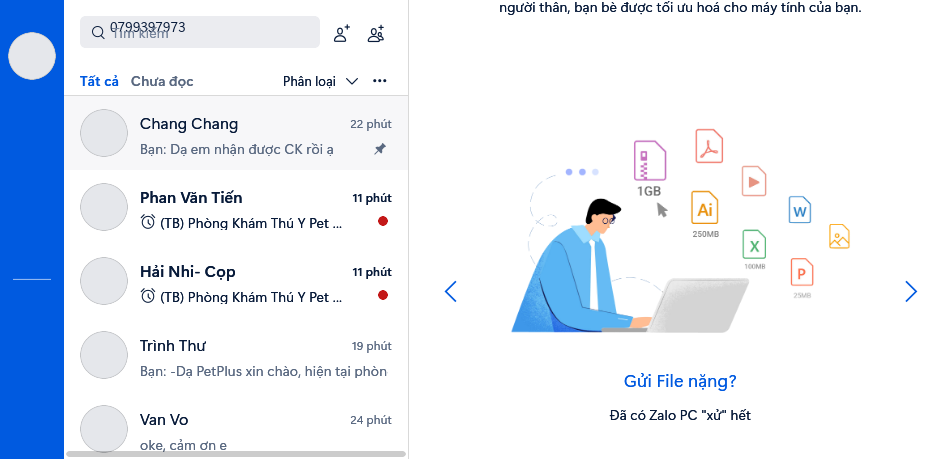 người thân, bạn bè được tối ưu hoá cho máy tính của bạn.
0799397973
Tìm kiếm
Tất cả Chưa đọc Phân loại
Chang Chang 22 phút
Bạn: Dạ em nhận được CK rồi ạ
Phan Văn Tiến 11 phút
(TB) Phòng Khám Thú Y Pet ...
Hải Nhi- Cọp 11 phút
(TB) Phòng Khám Thú Y Pet ...
Trình Thư 19 phút
Bạn: -Dạ PetPlus xin chào, hiện tại phòn
Van Vo 24 phút
oke, cảm ơn e
1GB
Ai
250MB
W
X
100MB
P
25MB
Gửi File nặng?
Đã có Zalo PC "xử" hết